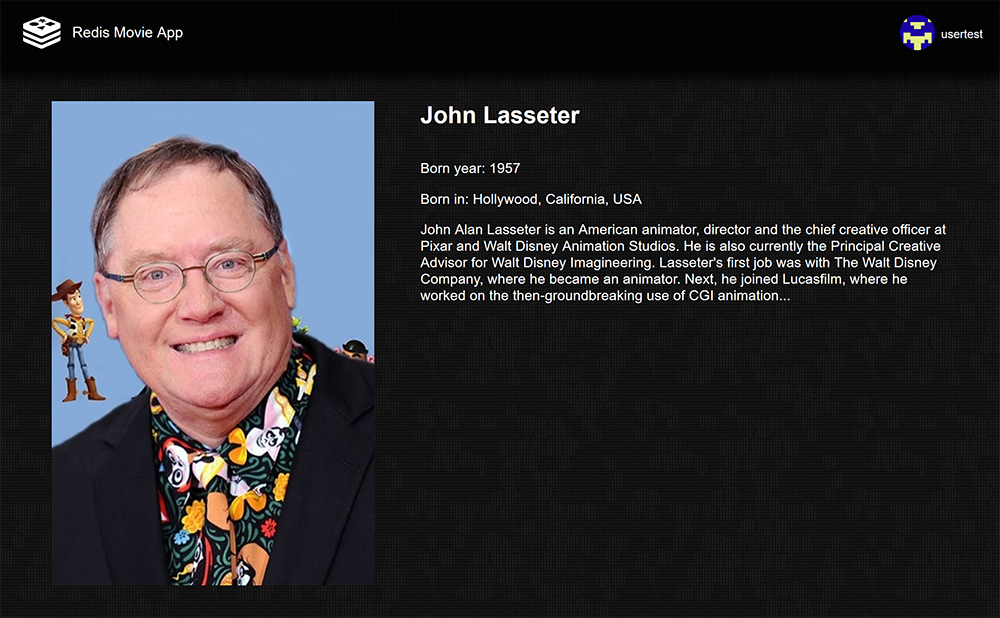 Redis Movie App
usertest
John Lasseter
Born year: 1957
Born in: Hollywood, California, USA
John Alan Lasseter is an American animator, director and the chief creative officer at
Pixar and Walt Disney Animation Studios. He is also currently the Principal Creative
Advisor for Walt Disney Imagineering. Lasseter's first job was with The Walt Disney
Company, where he became an animator. Next, he joined Lucasfilm, where he
worked on the then-groundbreaking use of CGI animation...